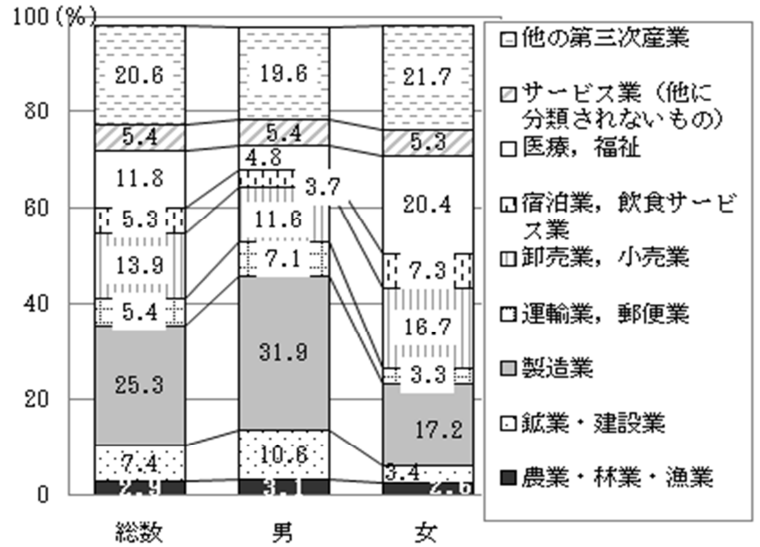 100(%)
80
60
40
20
0
20.6
5.4
11.8
5.3
13.9
5.4
25.3
7.4
2.9
総数
19.6
5.4
4.8
3.7
11.6
7.1
31.9
10.6
3.1
男
21.7
5.3
20.4
7.3
16.7
3.3
17.2
3.4
2.6
女
他の第三次産業
サービス業（他に
分類されないもの）
医療，福祉
宿泊業，飲食サービ
ス業
卸売業，小売業
運輸業，郵便業
製造業
鉱業・建設業
農業・林業・漁業